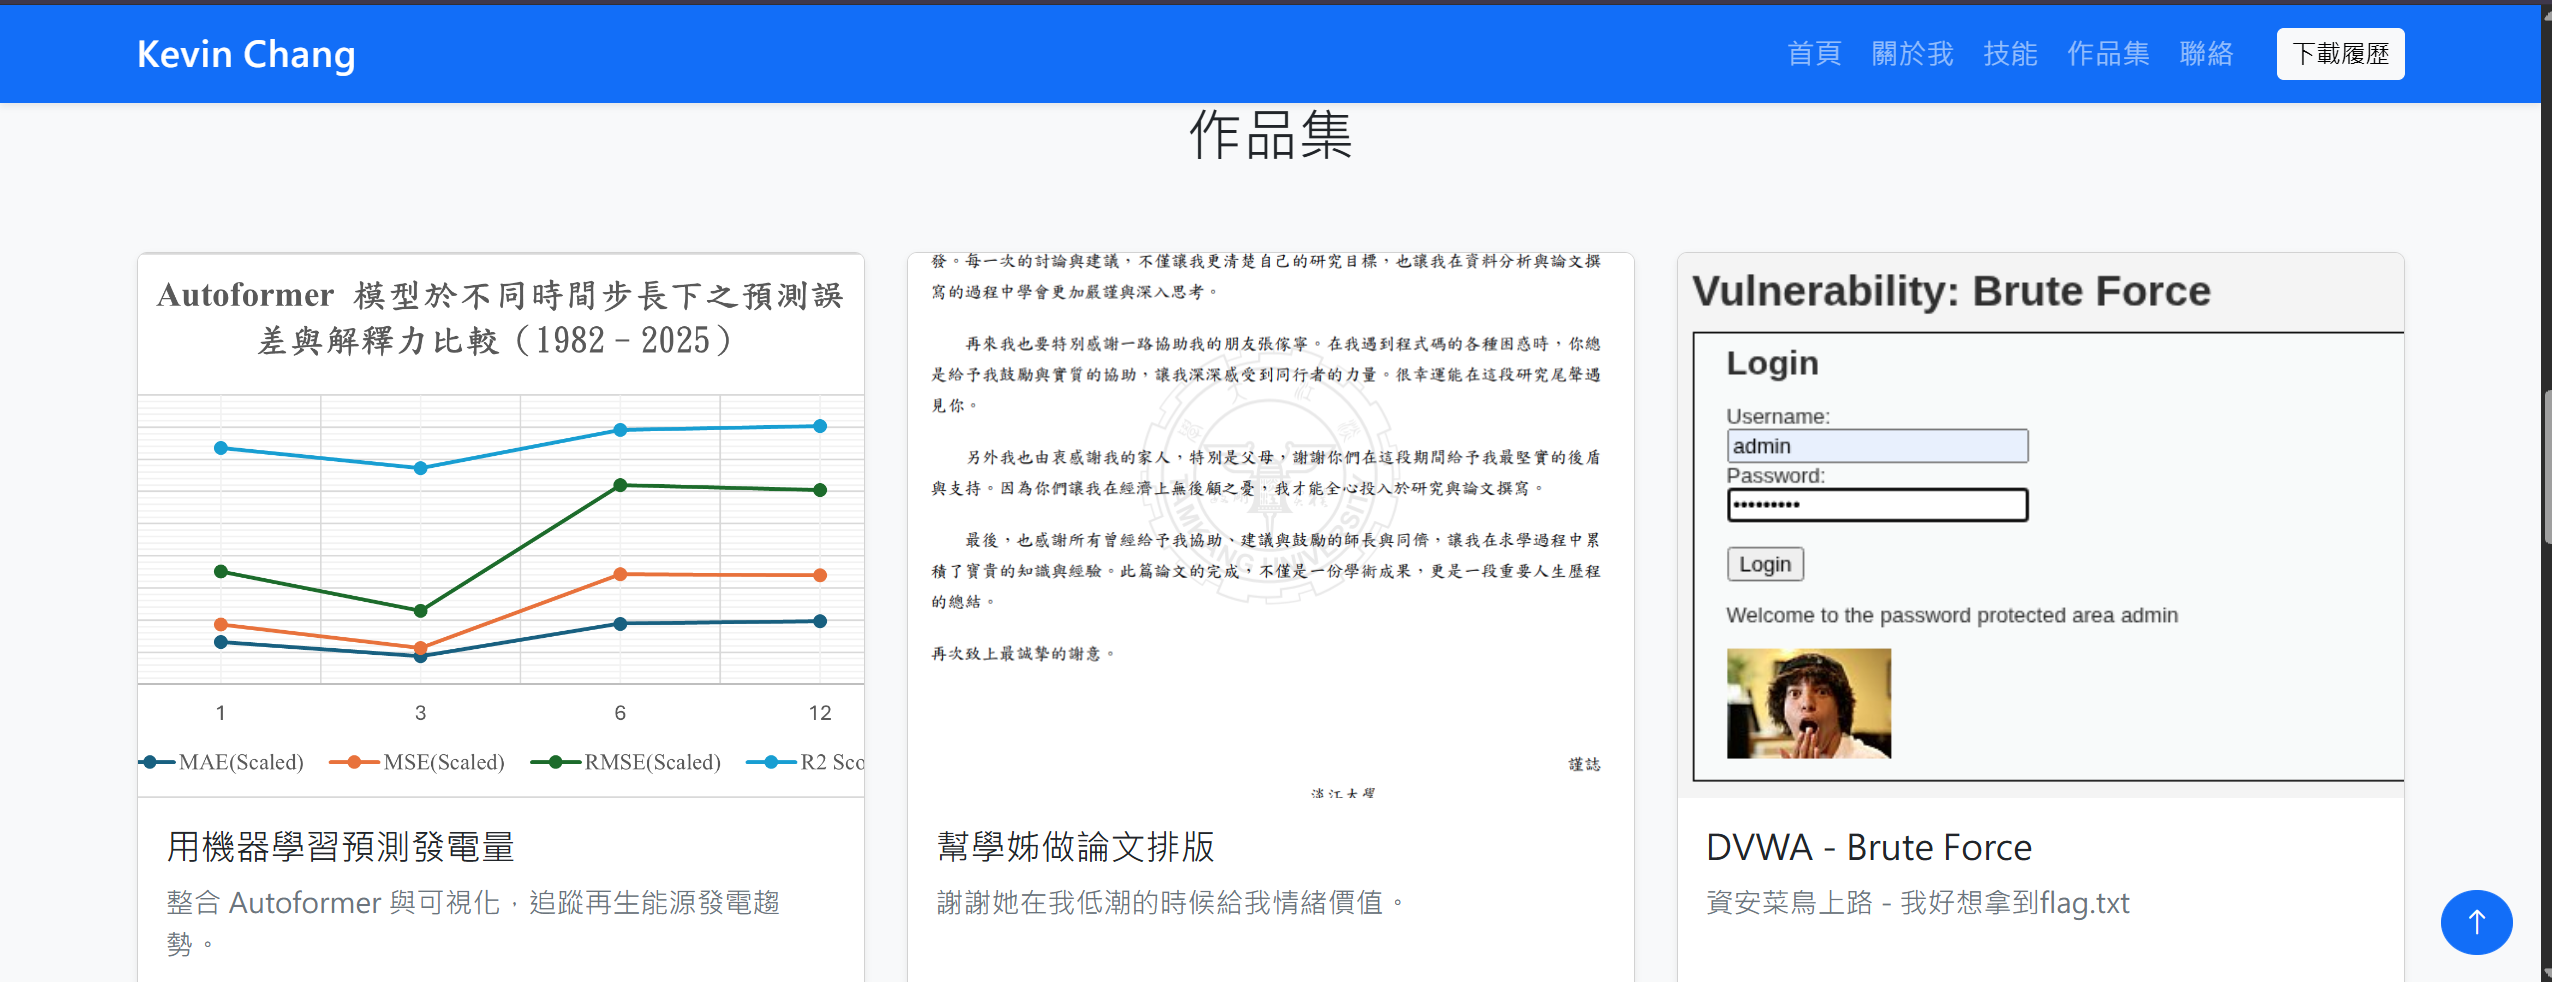 Kevin Chang
首頁 關於我 技能 作品集 聯絡 下載履歷
作品集
Autoformer 模型於不同時間步長下之預測誤
差與解釋力比較（1982－2025）
1 3 6 12
MAE(Scaled) MSE(Scaled) RMSE(Scaled) R2 Sco
用機器學習預測發電量
整合 Autoformer 與可視化，追蹤再生能源發電趨
勢。
發。每一次的討論與建議，不僅讓我更清楚自己的研究目標，也讓我在資料分析與論文撰
寫的過程中學會更加嚴謹與深入思考。
再來我也要特別感謝一路協助我的朋友張傢寧。在我遇到程式碼的各種困惑時，你總
是給予我鼓勵與實質的協助，讓我深深感受到同行者的力量。很幸運能在這段研究尾聲遇
見你。
另外我也由衷感謝我的家人，特別是父母，謝謝你們在這段期間給予我最堅實的後盾
與支持。因為你們讓我在經濟上無後顧之憂，我才能全心投入於研究與論文撰寫。
最後，也感謝所有曾經給予我協助、建議與鼓勵的師長與同儕，讓我在求學過程中累
積了寶貴的知識與經驗。此篇論文的完成，不僅是一份學術成果，更是一段重要人生歷程
的總結。
再次致上最誠摯的謝意。
謹誌
淡江大學
TAMKANG UNIVERSITY
幫學姊做論文排版
謝謝她在我低潮的時候給我情緒價值。
Vulnerability: Brute Force
Login
Username:
admin
Password:
•••••••••
Login
Welcome to the password protected area admin
DVWA - Brute Force
資安菜鳥上路 - 我好想拿到flag.txt